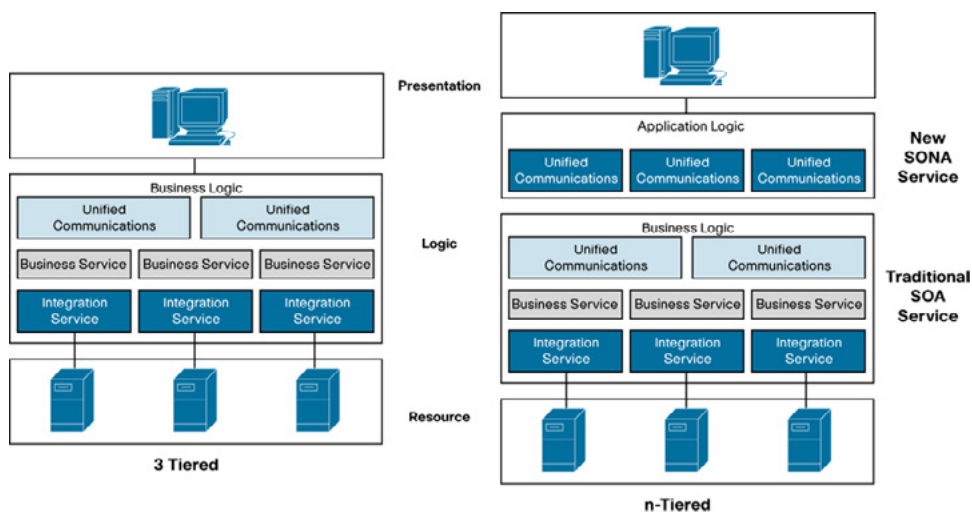 Presentation
Business Logic
Unified
Communications
Unified
Communications
Business Service
Business Service
Business Service
Integration
Service
Integration
Service
Integration
Service
3 Tiered
Logic
Resource
Application Logic
Unified
Communications
Unified
Communications
Unified
Communications
New
SONA
Service
Business Logic
Unified
Communications
Unified
Communications
Business Service
Business Service
Business Service
Integration
Service
Integration
Service
Integration
Service
Traditional
SOA
Service
n-Tiered